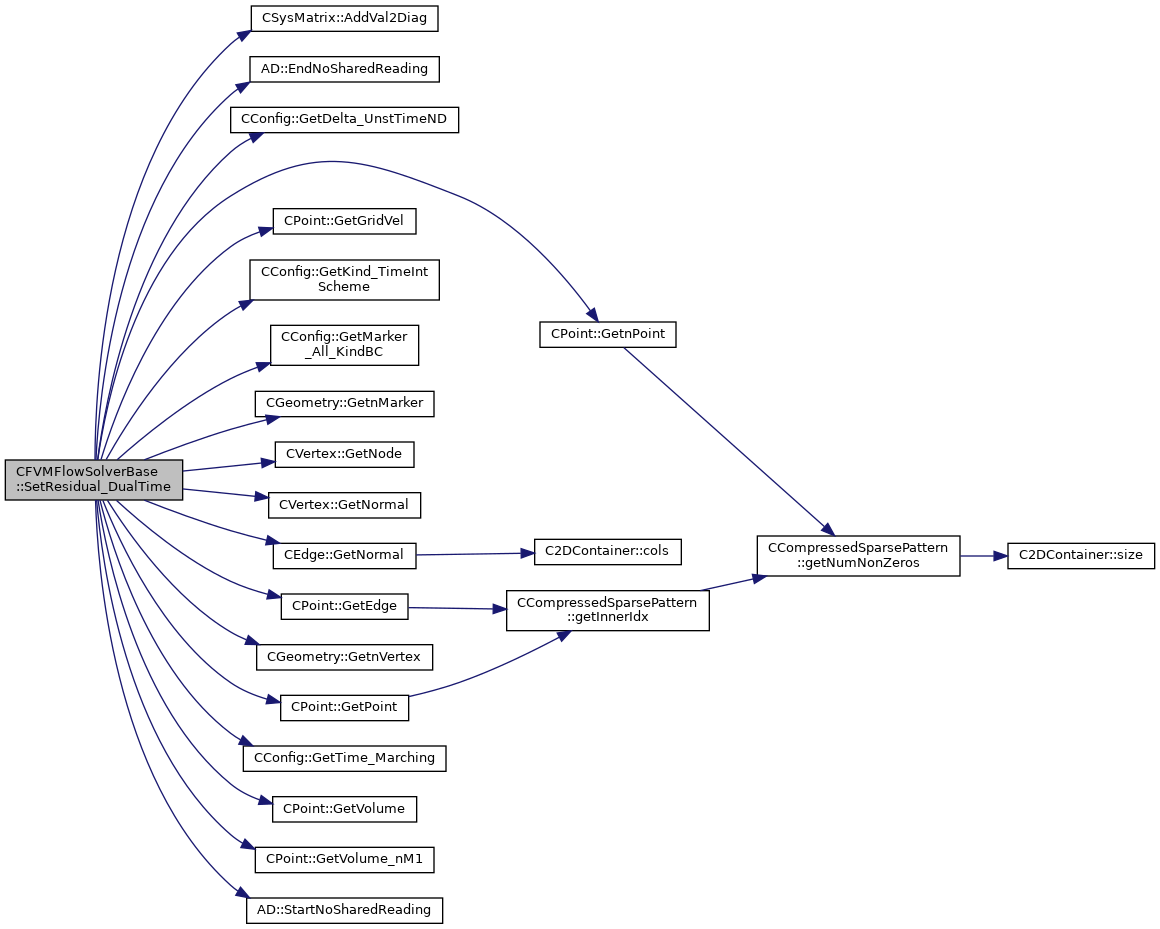 CSysMatrix::AddVal2Diag
AD::EndNoSharedReading
CConfig::GetDelta_UnstTimeND
CPoint::GetGridVel
CConfig::GetKind_TimeInt
Scheme
CPoint::GetnPoint
CConfig::GetMarker
_All_KindBC
CGeometry::GetnMarker
CVertex::GetNode
CFVMFlowSolverBase
::SetResidual_DualTime
CVertex::GetNormal
CEdge::GetNormal
C2DContainer::cols
CCompressedSparsePattern
::getNumNonZeros
C2DContainer::size
CPoint::GetEdge
CCompressedSparsePattern
::getInnerIdx
CGeometry::GetnVertex
CPoint::GetPoint
CConfig::GetTime_Marching
CPoint::GetVolume
CPoint::GetVolume_nM1
AD::StartNoSharedReading